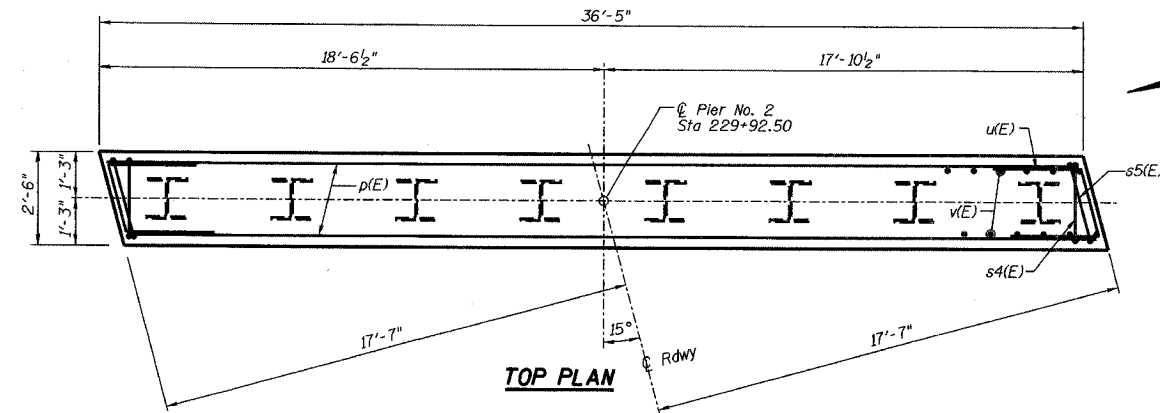 36'-5"
18'-6½"
17'-10½"
℄ Pier No. 2
Sta 229+92.50
u(E)
s5(E)
2'-6"
1'-3"
1'-3"
p(E)
v(E)
s4(E)
17'-7"
15°
℄ Rdwy
17'-7"
TOP PLAN